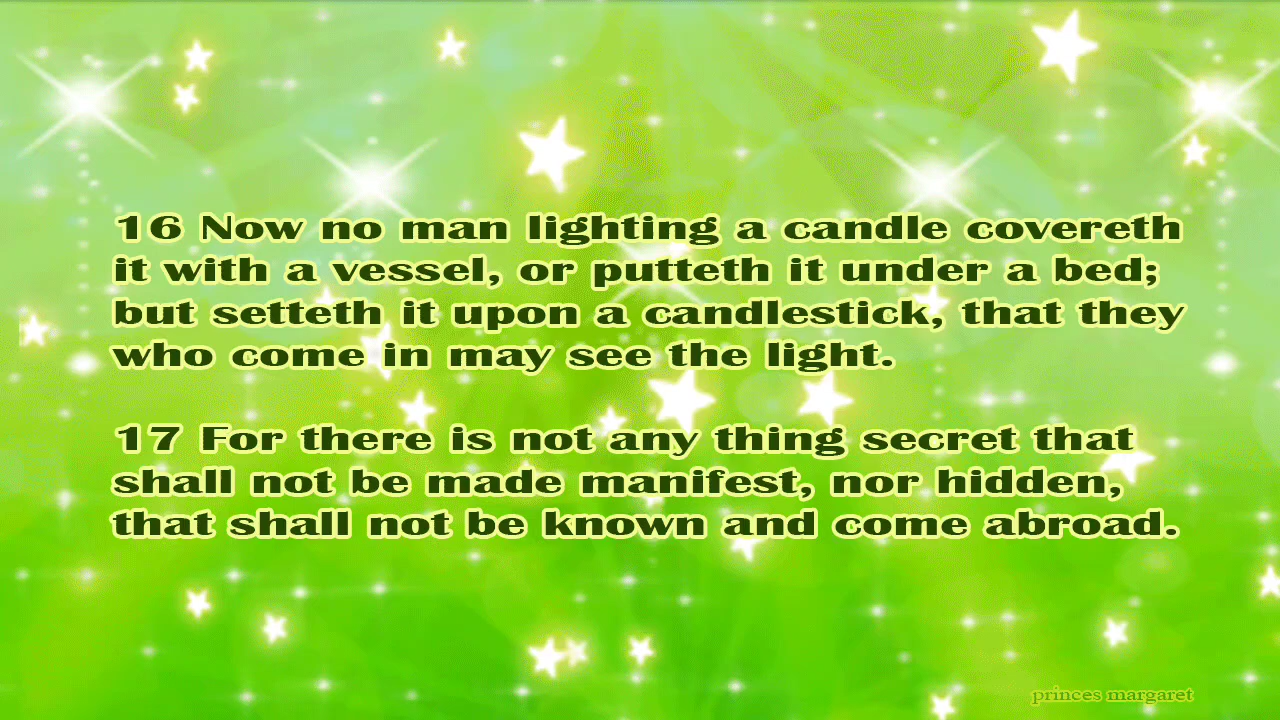 16 Now no man lighting a candle covereth
it with a vessel, or putteth it under a bed;
but setteth it upon a candlestick, that they
who come in may see the light.
17 For there is not any thing secret that
shall not be made manifest, nor hidden,
that shall not be known and come abroad.
princes margaret